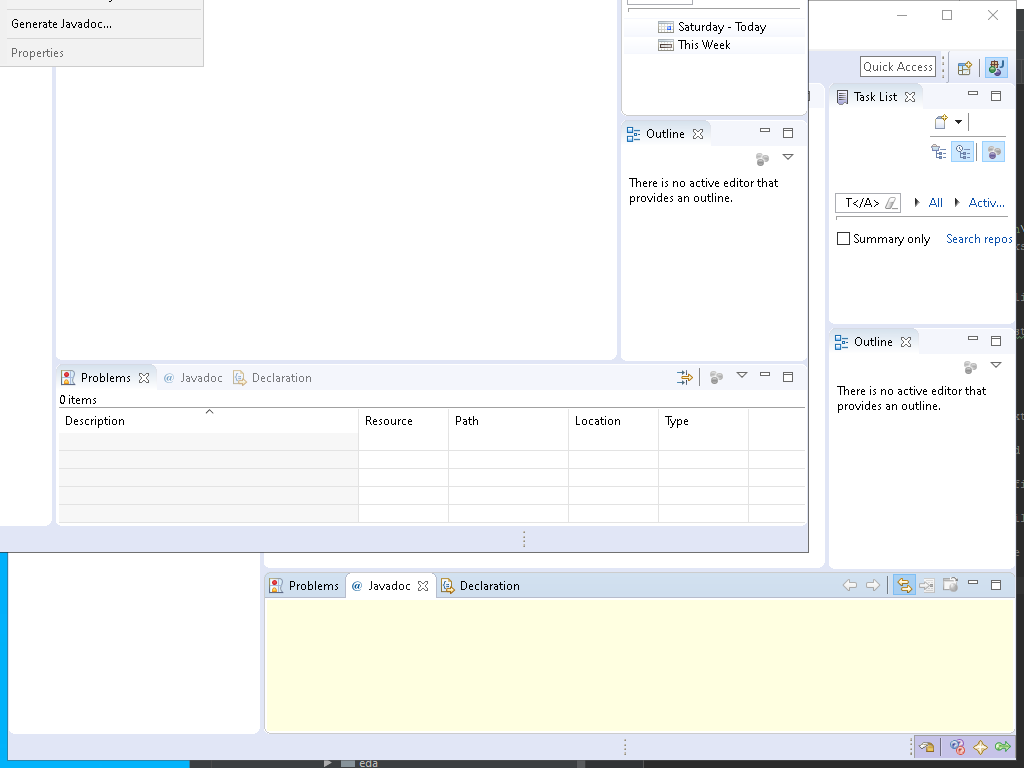 Generate Javadoc...
Properties
Saturday - Today
This Week
Quick Access
Task List
Outline
There is no active editor that
provides an outline.
T</A>
All
Activ...
Summary only
Search repos
Outline
There is no active editor that
provides an outline.
Problems
@ Javadoc
Declaration
0 items
Description
Resource
Path
Location
Type
Problems
@ Javadoc
Declaration
eda